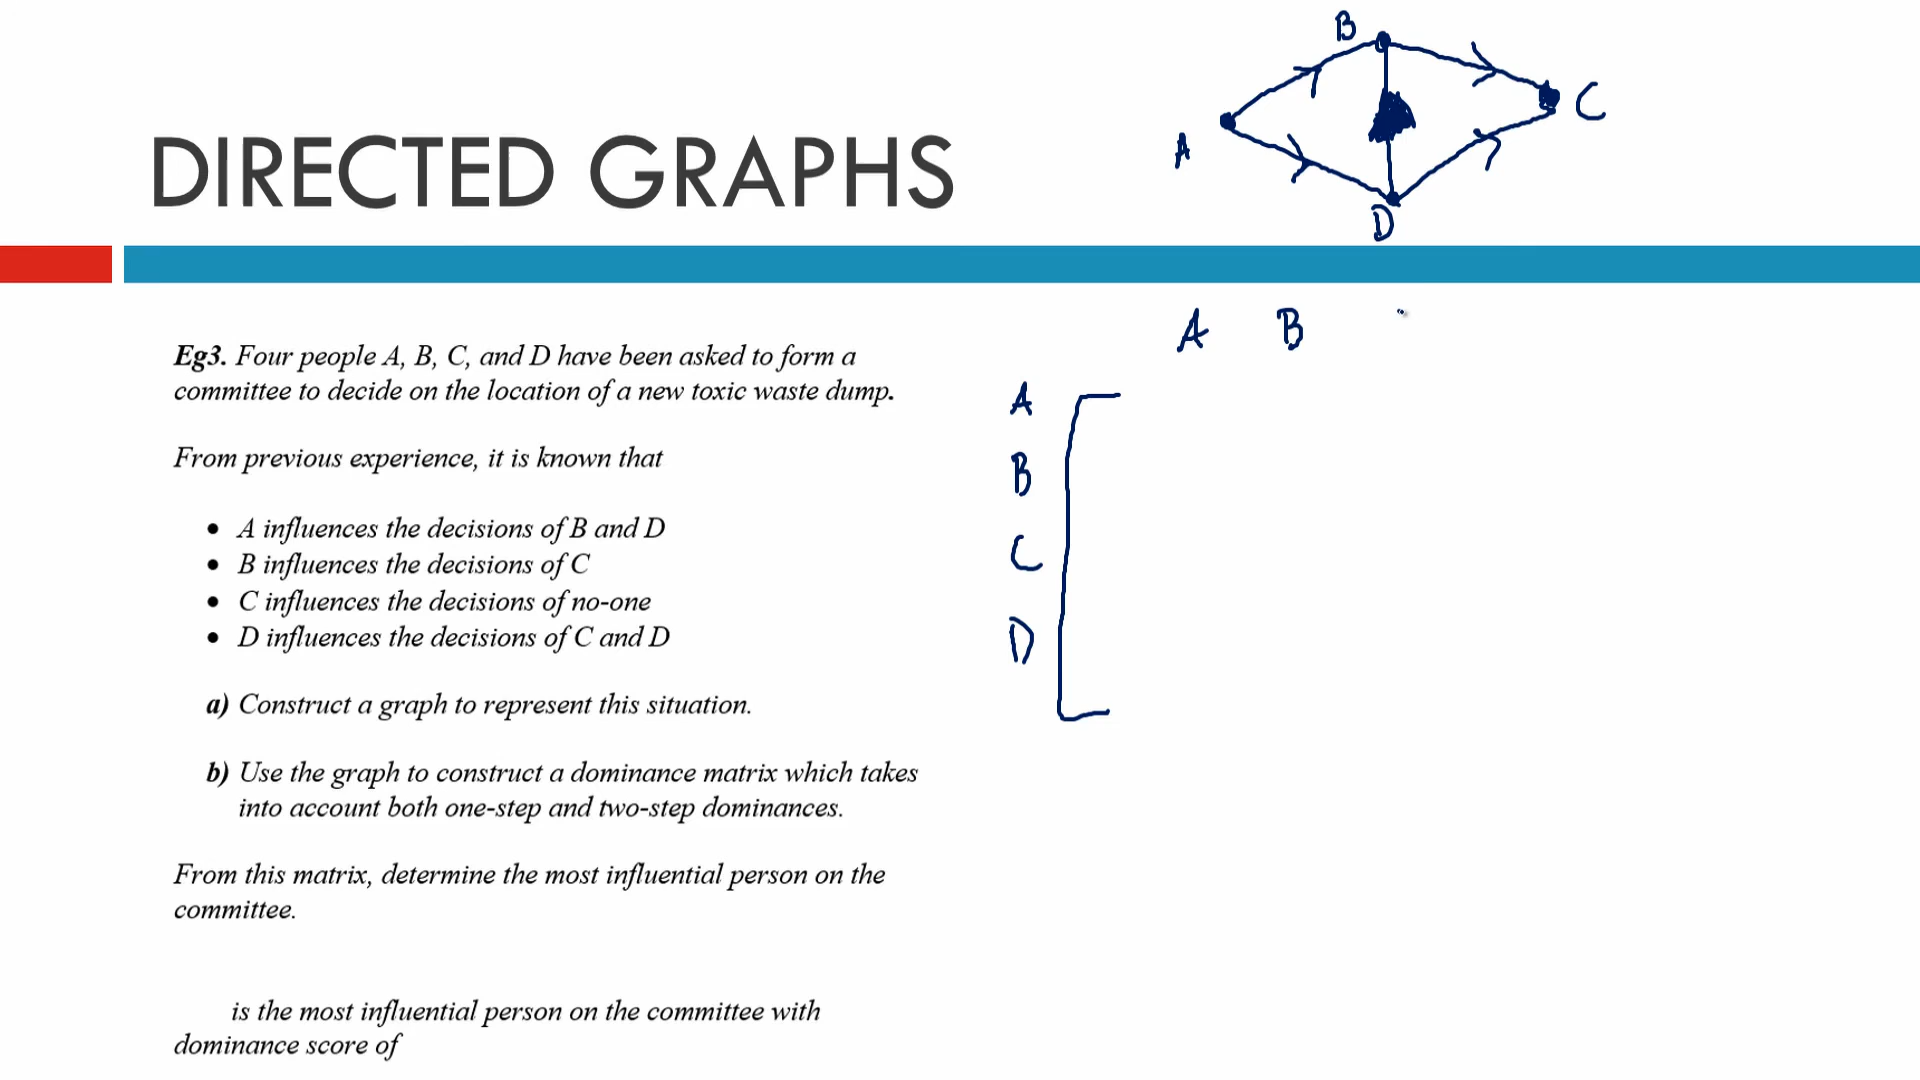 DIRECTED GRAPHS
B
C
A
D
Eg3. Four people A, B, C, and D have been asked to form a
committee to decide on the location of a new toxic waste dump.
From previous experience, it is known that
• A influences the decisions of B and D
• B influences the decisions of C
• C influences the decisions of no-one
• D influences the decisions of C and D
a) Construct a graph to represent this situation.
b) Use the graph to construct a dominance matrix which takes
into account both one-step and two-step dominances.
From this matrix, determine the most influential person on the
committee.
is the most influential person on the committee with
dominance score of
A B
A
B
C
D